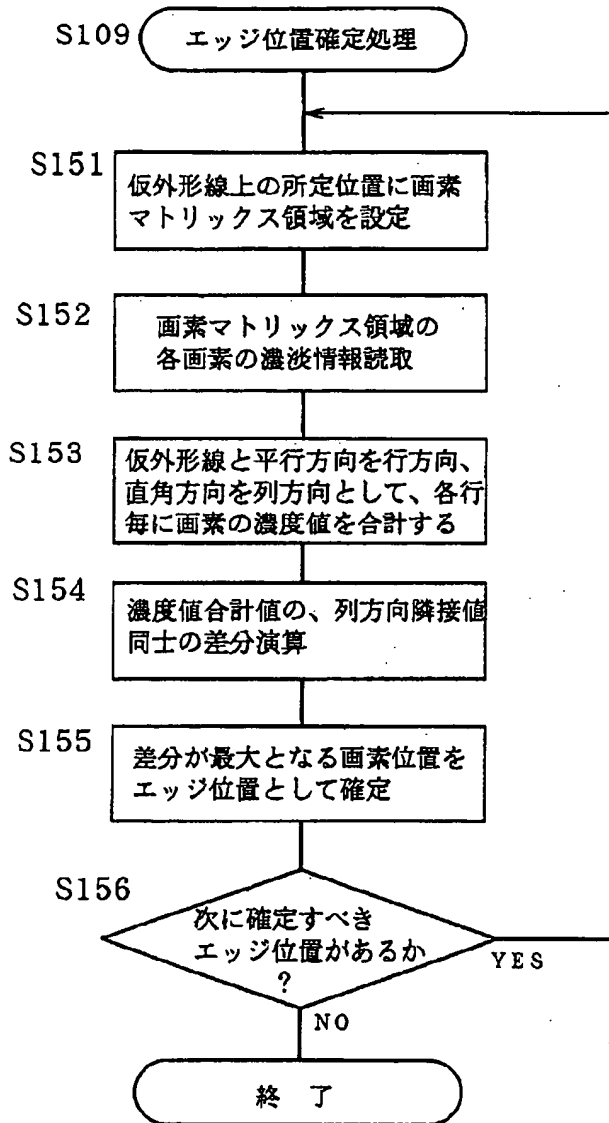 S109
エッジ位置確定処理
S151
仮外形線上の所定位置に画素
マトリックス領域を設定
S152
画素マトリックス領域の
各画素の濃淡情報読取
S153
仮外形線と平行方向を行方向、
直角方向を列方向として、各行
毎に画素の濃度値を合計する
S154
濃度値合計値の、列方向隣接値
同士の差分演算
S155
差分が最大となる画素位置を
エッジ位置として確定
S156
次に確定すべき
エッジ位置があるか
?
YES
NO
終了